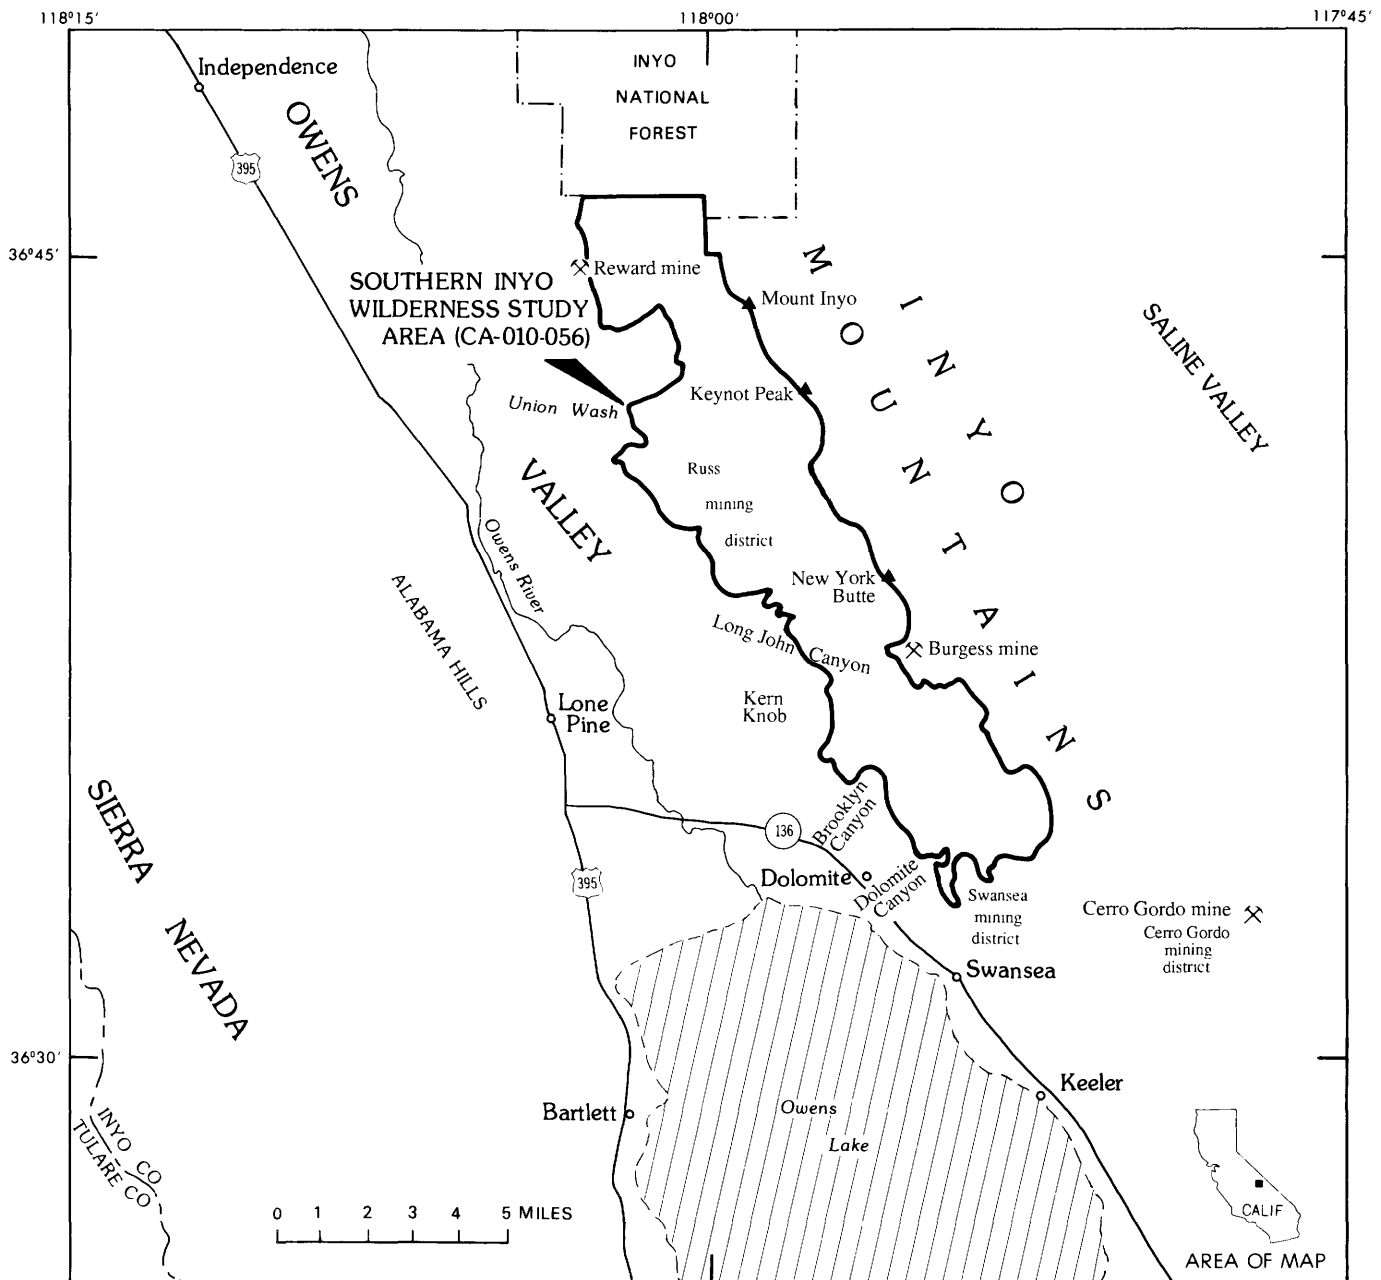 118°15'
118°00'
117°45'
Independence
INYO
NATIONAL
FOREST
395
OWENS
36°45'
Reward mine
SOUTHERN INYO
WILDERNESS STUDY
AREA (CA-010-056)
Mount Inyo
INYO
MOUNTAINS
SALINE VALLEY
Keynot Peak
Union Wash
Russ
mining
district
VALLEY
Owens River
New York
Butte
ALABAMA HILLS
Long John Canyon
Burgess mine
Kern
Knob
Lone
Pine
SIERRA
NEVADA
136
Brooklyn
Canyon
395
Dolomite
Dolomite
Canyon
Swansea
mining
district
Cerro Gordo mine
Cerro Gordo
mining
district
Swansea
36°30'
Keeler
Bartlett
Owens
Lake
INYO CO
TULARE CO
0 1 2 3 4 5 MILES
CALIF
AREA OF MAP